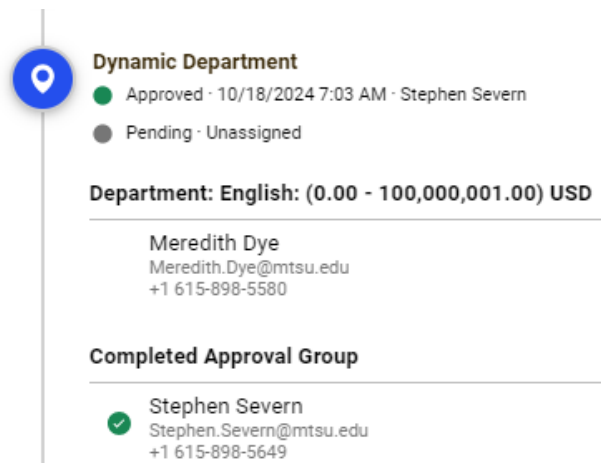 Dynamic Department
Approved · 10/18/2024 7:03 AM · Stephen Severn
Pending · Unassigned
Department: English: (0.00 - 100,000,001.00) USD
Meredith Dye
Meredith.Dye@mtsu.edu
+1 615-898-5580
Completed Approval Group
Stephen Severn
Stephen.Severn@mtsu.edu
+1 615-898-5649